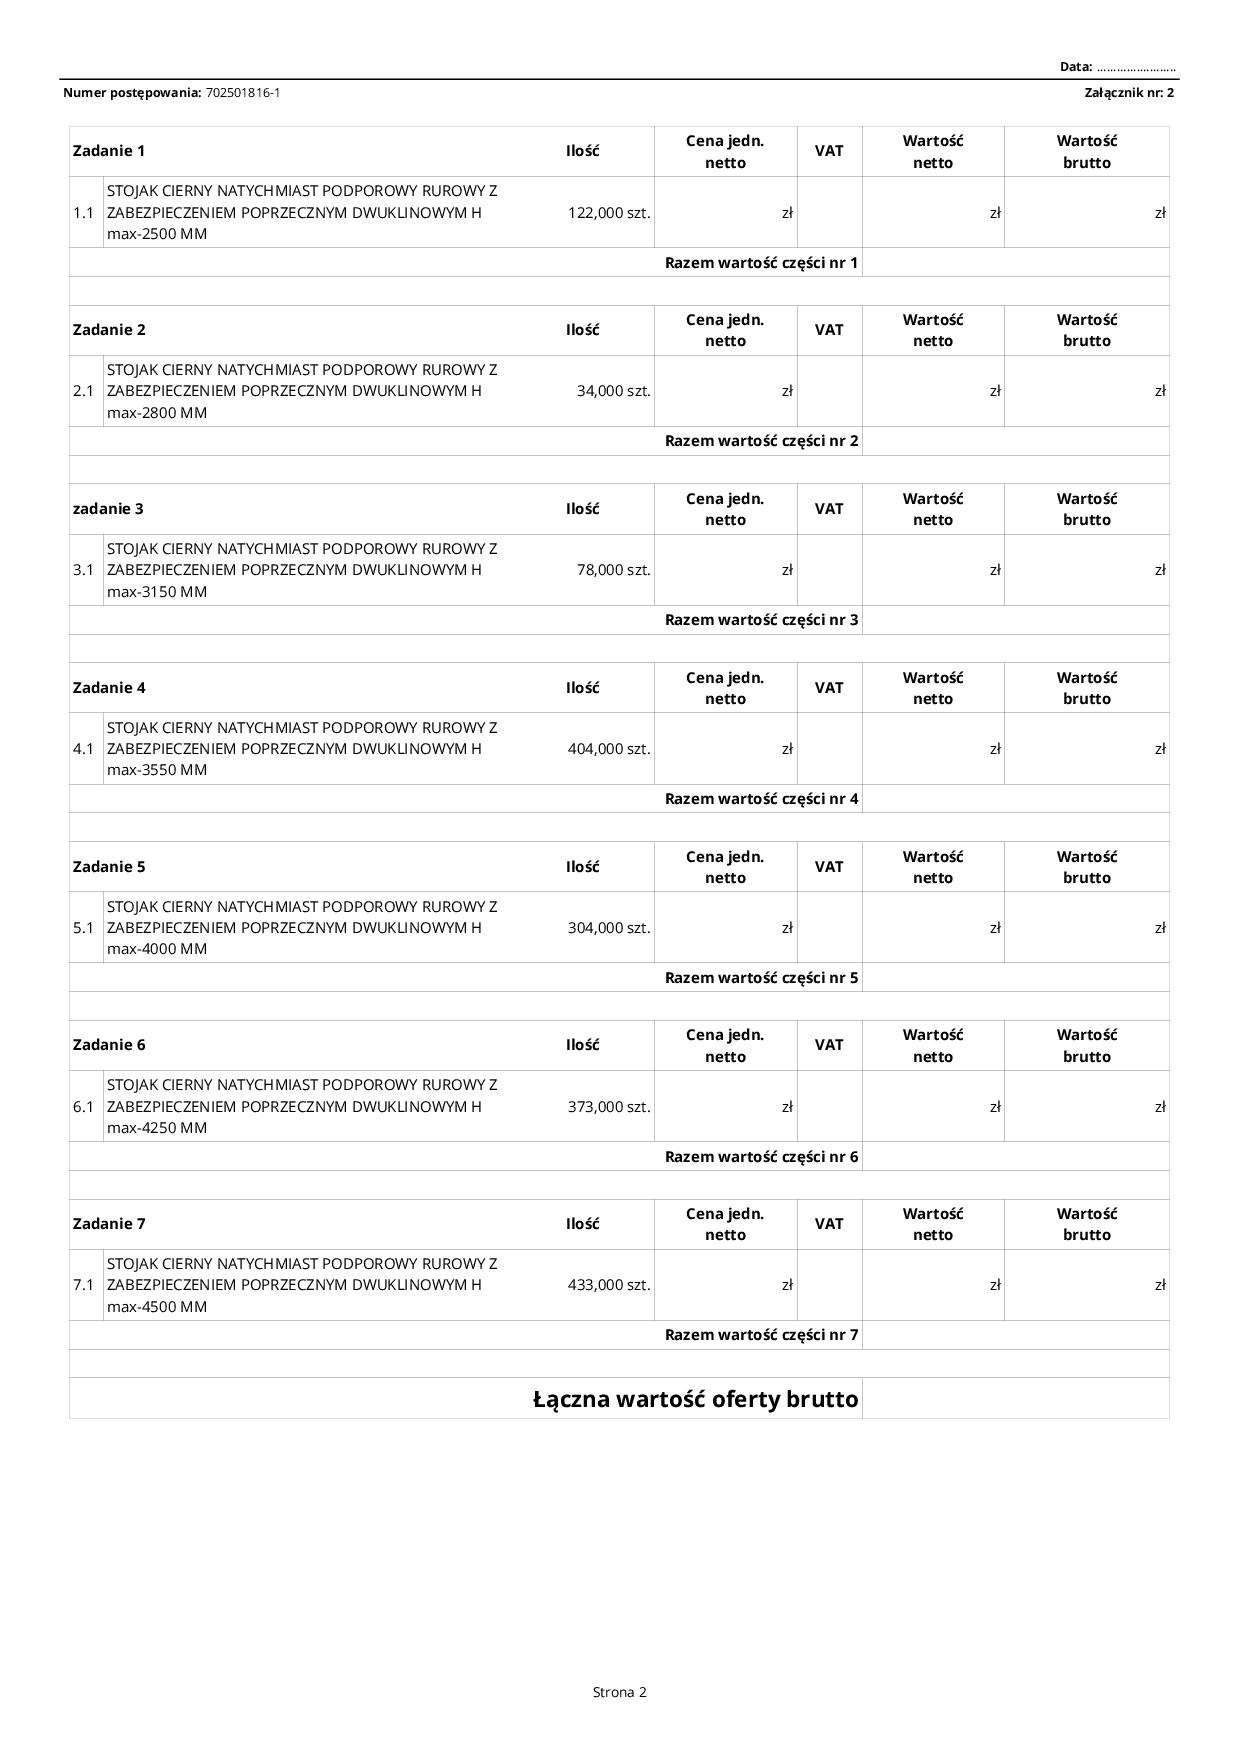 Data: ........................
Numer postępowania: 702501816-1 Załącznik nr: 2
Zadanie 1 Ilość Cena jedn. netto VAT Wartość netto Wartość brutto
1.1 STOJAK CIERNY NATYCHMIAST PODPOROWY RUROWY Z
ZABEZPIECZENIEM POPRZECZNYM DWUKLINOWYM H
max-2500 MM
122,000 szt. zł zł zł
Razem wartość części nr 1
Zadanie 2 Ilość Cena jedn. netto VAT Wartość netto Wartość brutto
2.1 STOJAK CIERNY NATYCHMIAST PODPOROWY RUROWY Z
ZABEZPIECZENIEM POPRZECZNYM DWUKLINOWYM H
max-2800 MM
34,000 szt. zł zł zł
Razem wartość części nr 2
zadanie 3 Ilość Cena jedn. netto VAT Wartość netto Wartość brutto
3.1 STOJAK CIERNY NATYCHMIAST PODPOROWY RUROWY Z
ZABEZPIECZENIEM POPRZECZNYM DWUKLINOWYM H
max-3150 MM
78,000 szt. zł zł zł
Razem wartość części nr 3
Zadanie 4 Ilość Cena jedn. netto VAT Wartość netto Wartość brutto
4.1 STOJAK CIERNY NATYCHMIAST PODPOROWY RUROWY Z
ZABEZPIECZENIEM POPRZECZNYM DWUKLINOWYM H
max-3550 MM
404,000 szt. zł zł zł
Razem wartość części nr 4
Zadanie 5 Ilość Cena jedn. netto VAT Wartość netto Wartość brutto
5.1 STOJAK CIERNY NATYCHMIAST PODPOROWY RUROWY Z
ZABEZPIECZENIEM POPRZECZNYM DWUKLINOWYM H
max-4000 MM
304,000 szt. zł zł zł
Razem wartość części nr 5
Zadanie 6 Ilość Cena jedn. netto VAT Wartość netto Wartość brutto
6.1 STOJAK CIERNY NATYCHMIAST PODPOROWY RUROWY Z
ZABEZPIECZENIEM POPRZECZNYM DWUKLINOWYM H
max-4250 MM
373,000 szt. zł zł zł
Razem wartość części nr 6
Zadanie 7 Ilość Cena jedn. netto VAT Wartość netto Wartość brutto
7.1 STOJAK CIERNY NATYCHMIAST PODPOROWY RUROWY Z
ZABEZPIECZENIEM POPRZECZNYM DWUKLINOWYM H
max-4500 MM
433,000 szt. zł zł zł
Razem wartość części nr 7
Łączna wartość oferty brutto
Strona 2